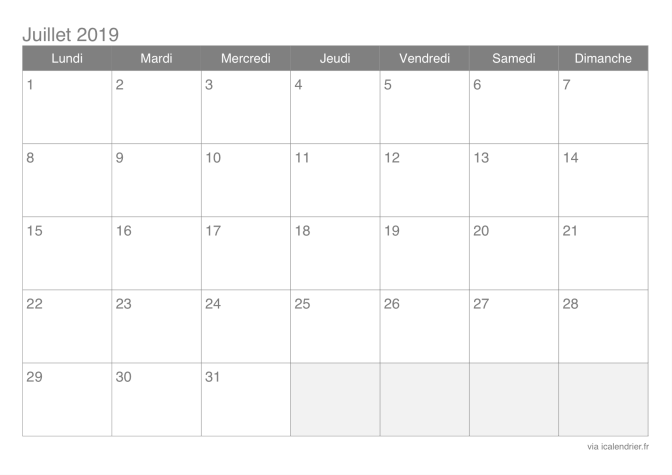 Juillet 2019
Lundi Mardi Mercredi Jeudi Vendredi Samedi Dimanche
1 2 3 4 5 6 7
8 9 10 11 12 13 14
15 16 17 18 19 20 21
22 23 24 25 26 27 28
29 30 31
via icalendrier.fr